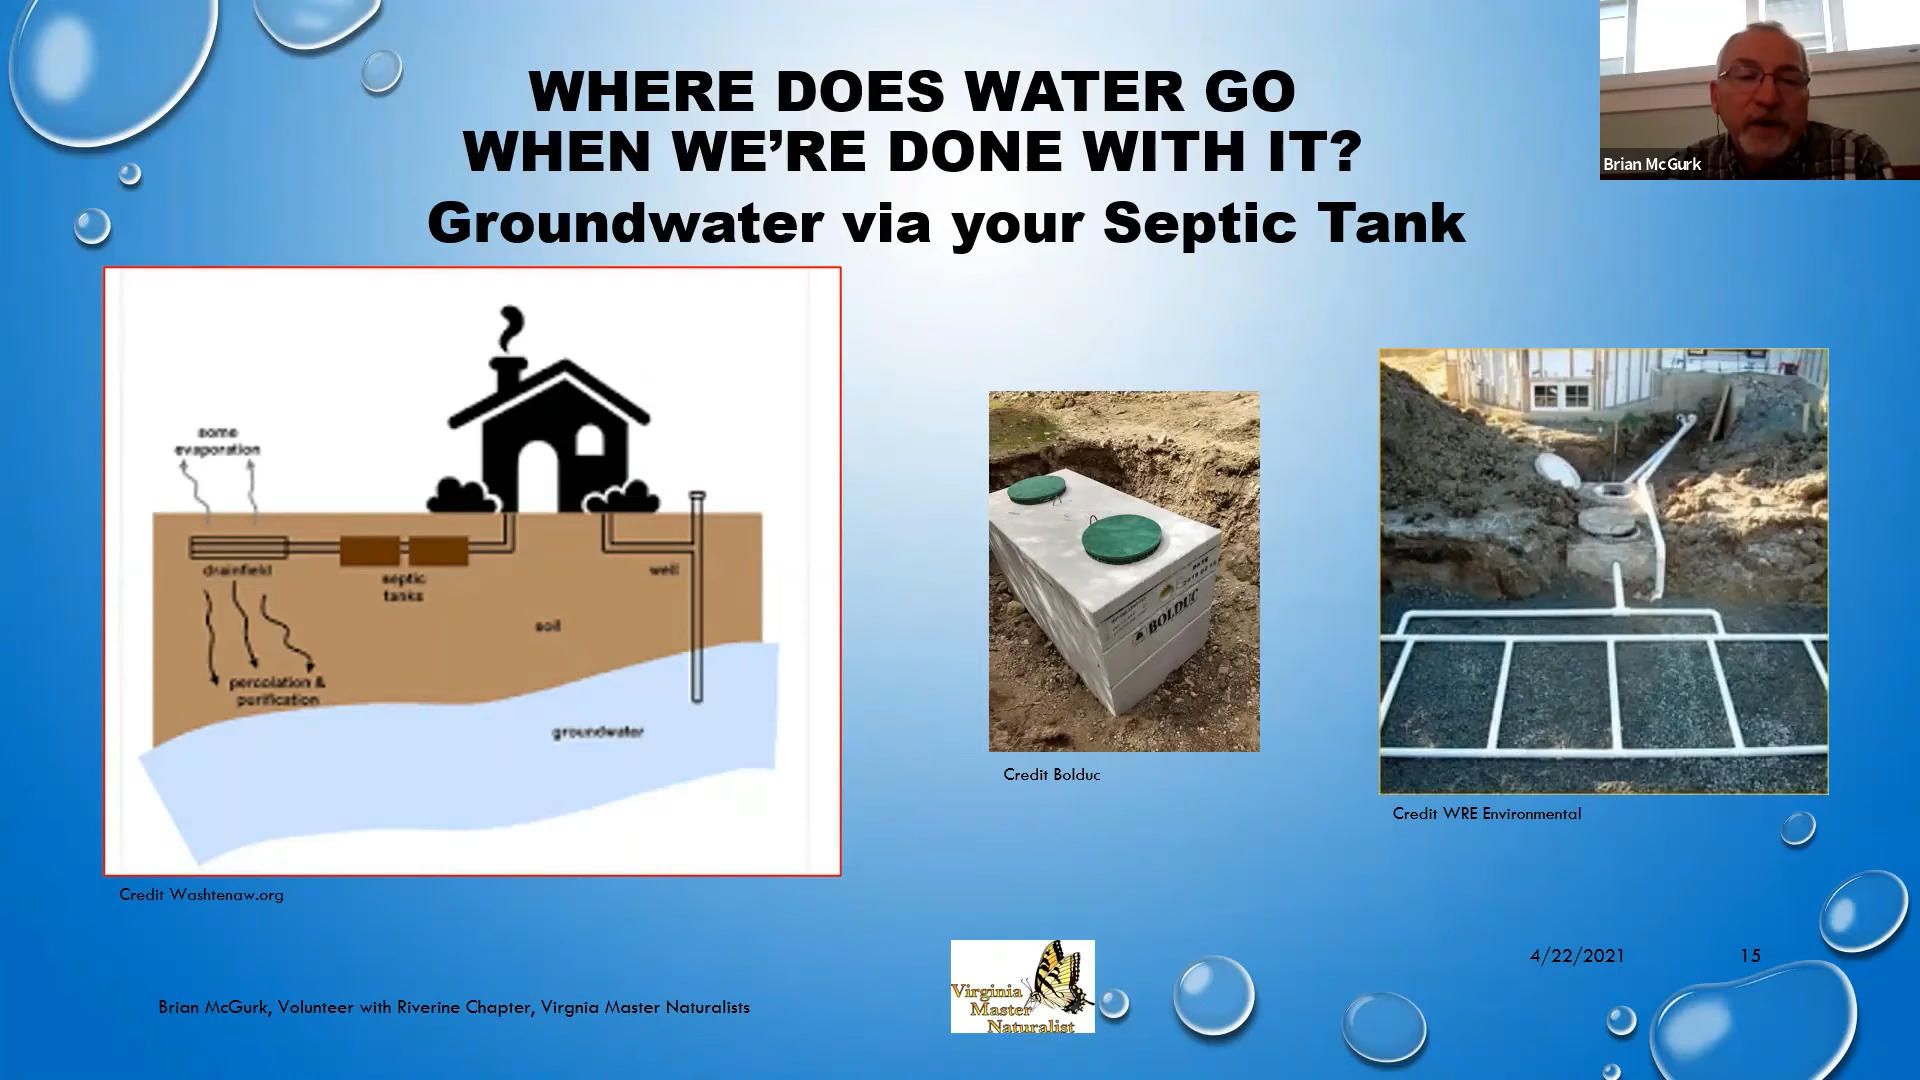 WHERE DOES WATER GO
WHEN WE’RE DONE WITH IT?
Groundwater via your Septic Tank
Brian McGurk
some
evaporation
drainfield
septic
tanks
well
soil
percolation &
purification
groundwater
BOLDUC
Credit Bolduc
Credit WRE Environmental
Credit Washtenaw.org
4/22/2021
15
Virginia
Master
Naturalist
Brian McGurk, Volunteer with Riverine Chapter, Virgnia Master Naturalists